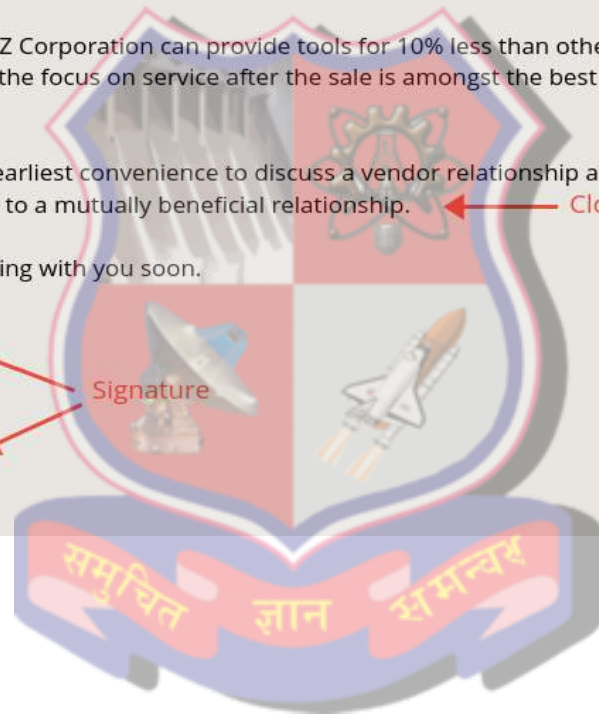 Z Corporation can provide tools for 10% less than othe
the focus on service after the sale is amongst the best
earliest convenience to discuss a vendor relationship a
to a mutually beneficial relationship.
Clo
ing with you soon.
Signature
समुचित ज्ञान समन्वय